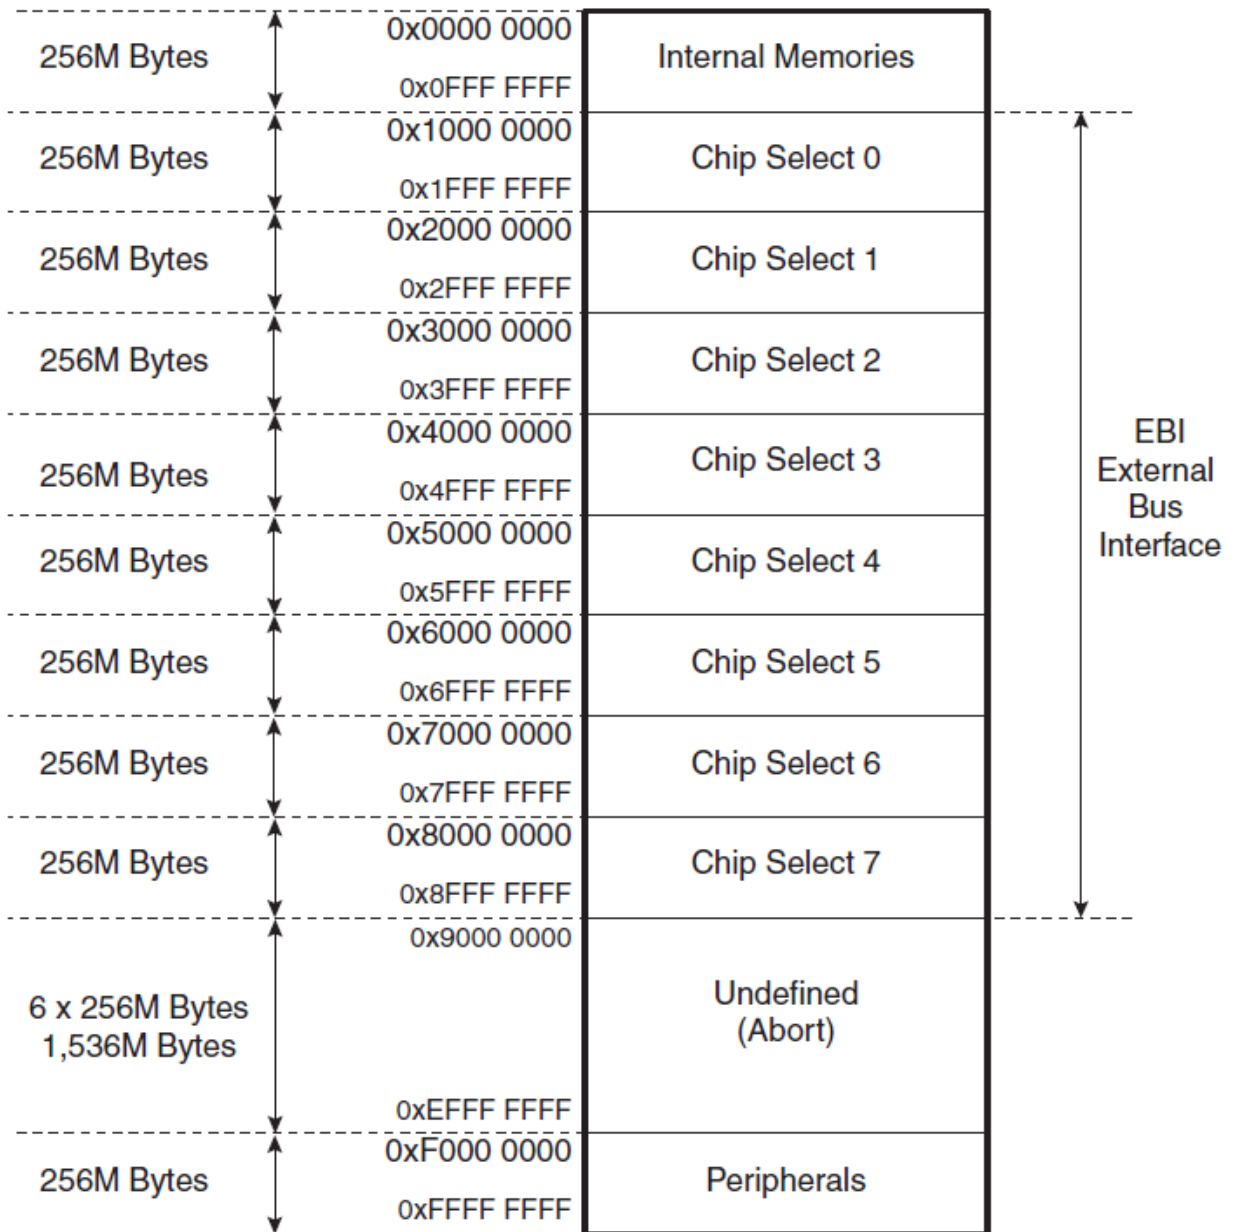 0x0000 0000
256M Bytes
Internal Memories
0x0FFF FFFF
0x1000 0000
256M Bytes
Chip Select 0
0x1FFF FFFF
0x2000 0000
256M Bytes
Chip Select 1
0x2FFF FFFF
0x3000 0000
256M Bytes
Chip Select 2
0x3FFF FFFF
0x4000 0000
256M Bytes
Chip Select 3
0x4FFF FFFF
EBI
External
Bus
Interface
0x5000 0000
256M Bytes
Chip Select 4
0x5FFF FFFF
0x6000 0000
256M Bytes
Chip Select 5
0x6FFF FFFF
0x7000 0000
256M Bytes
Chip Select 6
0x7FFF FFFF
0x8000 0000
256M Bytes
Chip Select 7
0x8FFF FFFF
0x9000 0000
6 x 256M Bytes
1,536M Bytes
Undefined
(Abort)
0xEFFF FFFF
0xF000 0000
256M Bytes
Peripherals
0xFFFF FFFF